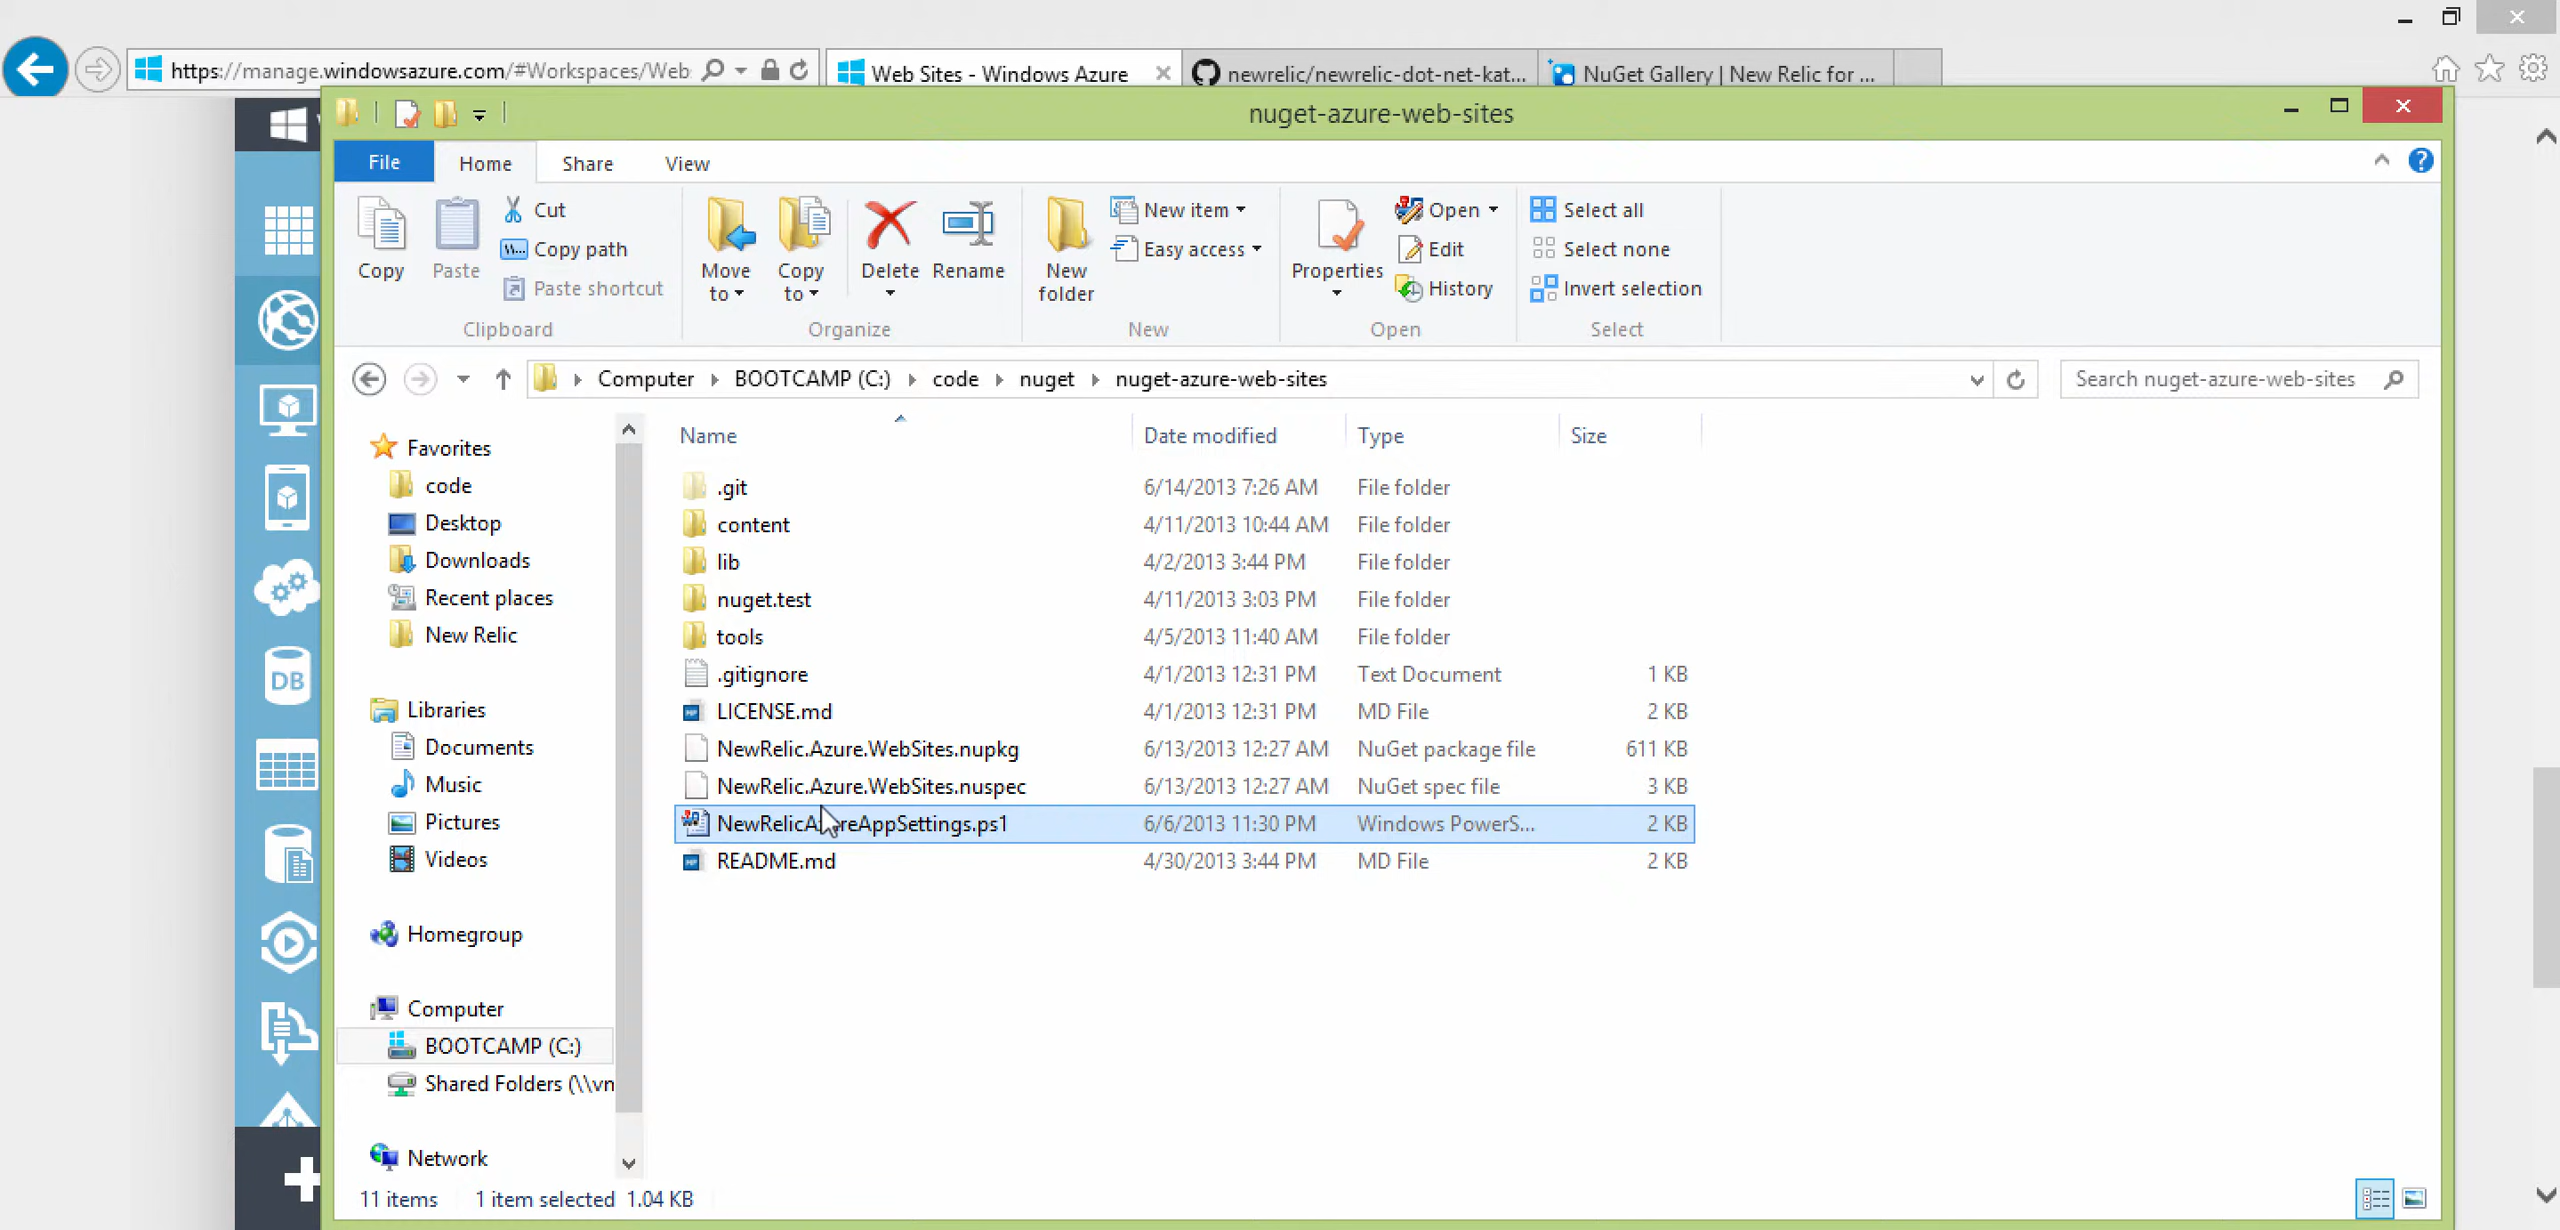 https://manage.windowsazure.com/#Workspaces/Web
Web Sites - Windows Azure
newrelic/newrelic-dot-net-kat...
NuGet Gallery | New Relic for ...
nuget-azure-web-sites
File
Home
Share
View
Copy
Paste
Cut
Copy path
Paste shortcut
Clipboard
Move to
Copy to
Delete
Rename
Organize
New folder
New item
Easy access
New
Properties
Open
Edit
History
Open
Select all
Select none
Invert selection
Select
Computer
BOOTCAMP (C:)
code
nuget
nuget-azure-web-sites
Search nuget-azure-web-sites
Favorites
code
Desktop
Downloads
Recent places
New Relic
Libraries
Documents
Music
Pictures
Videos
Homegroup
Computer
BOOTCAMP (C:)
Shared Folders (\\vn
Network
DB
Name Date modified Type Size
.git 6/14/2013 7:26 AM File folder
content 4/11/2013 10:44 AM File folder
lib 4/2/2013 3:44 PM File folder
nuget.test 4/11/2013 3:03 PM File folder
tools 4/5/2013 11:40 AM File folder
.gitignore 4/1/2013 12:31 PM Text Document 1 KB
LICENSE.md 4/1/2013 12:31 PM MD File 2 KB
NewRelic.Azure.WebSites.nupkg 6/13/2013 12:27 AM NuGet package file 611 KB
NewRelic.Azure.WebSites.nuspec 6/13/2013 12:27 AM NuGet spec file 3 KB
NewRelicAzureAppSettings.ps1 6/6/2013 11:30 PM Windows PowerS... 2 KB
README.md 4/30/2013 3:44 PM MD File 2 KB
11 items 1 item selected 1.04 KB